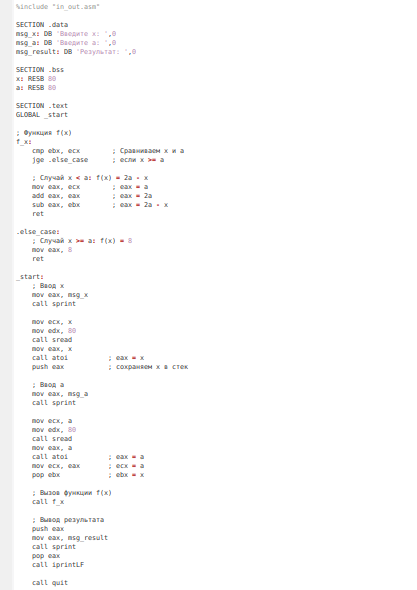 %include "in_out.asm"

SECTION .data
msg_x: DB 'Введите x: ',0
msg_a: DB 'Введите a: ',0
msg_result: DB 'Результат: ',0

SECTION .bss
x: RESB 80
a: RESB 80

SECTION .text
GLOBAL _start

; Функция f(x)
f_x:
    cmp ebx, ecx        ; Сравниваем x и a
    jge .else_case      ; если x >= a

    ; Случай x < a: f(x) = 2a - x
    mov eax, ecx        ; eax = a
    add eax, eax        ; eax = 2a
    sub eax, ebx        ; eax = 2a - x
    ret

.else_case:
    ; Случай x >= a: f(x) = 8
    mov eax, 8
    ret

_start:
    ; Ввод x
    mov eax, msg_x
    call sprint

    mov ecx, x
    mov edx, 80
    call sread
    mov eax, x
    call atoi          ; eax = x
    push eax           ; сохраняем x в стек

    ; Ввод a
    mov eax, msg_a
    call sprint

    mov ecx, a
    mov edx, 80
    call sread
    mov eax, a
    call atoi          ; eax = a
    mov ecx, eax       ; ecx = a
    pop ebx            ; ebx = x

    ; Вызов функции f(x)
    call f_x

    ; Вывод результата
    push eax
    mov eax, msg_result
    call sprint
    pop eax
    call iprintLF

    call quit